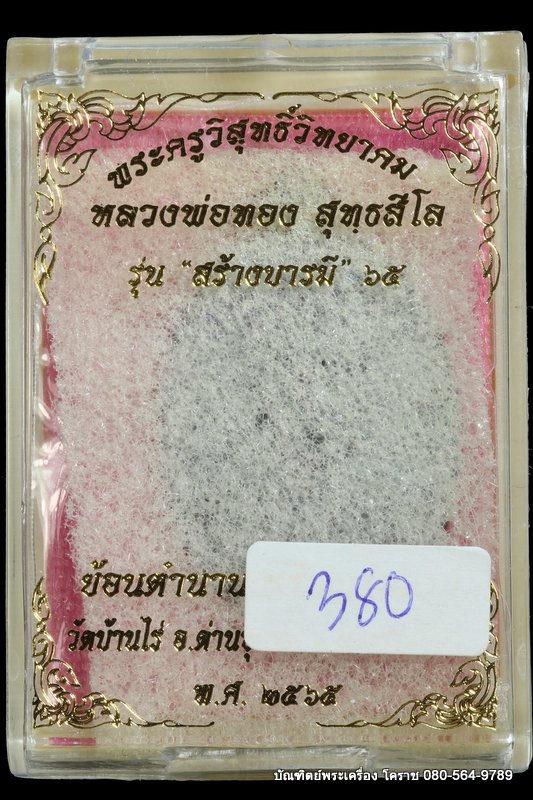 พระครูวิสุทธิ์วิทยาคม
หลวงพ่อทอง สุทฺธสีโล
รุ่น “สร้างบารมี” ๖๕
ย้อนตำนาน
380
วัดบ้านไร่ อ.ด่านขุ
พ.ศ. ๒๕๖๕
บัณฑิตย์พระเครื่อง โคราช 080-564-9789